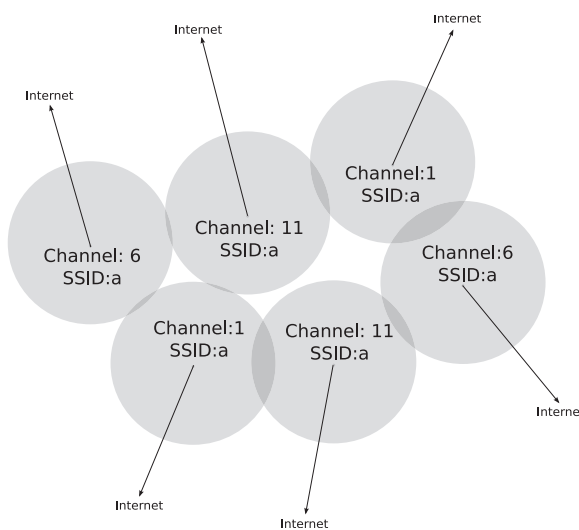 Internet
Internet
Internet
Channel:1
SSID:a
Channel: 11
SSID:a
Channel: 6
SSID:a
Channel:6
SSID:a
Channel:1
SSID:a
Channel: 11
SSID:a
Interne
Internet
Internet